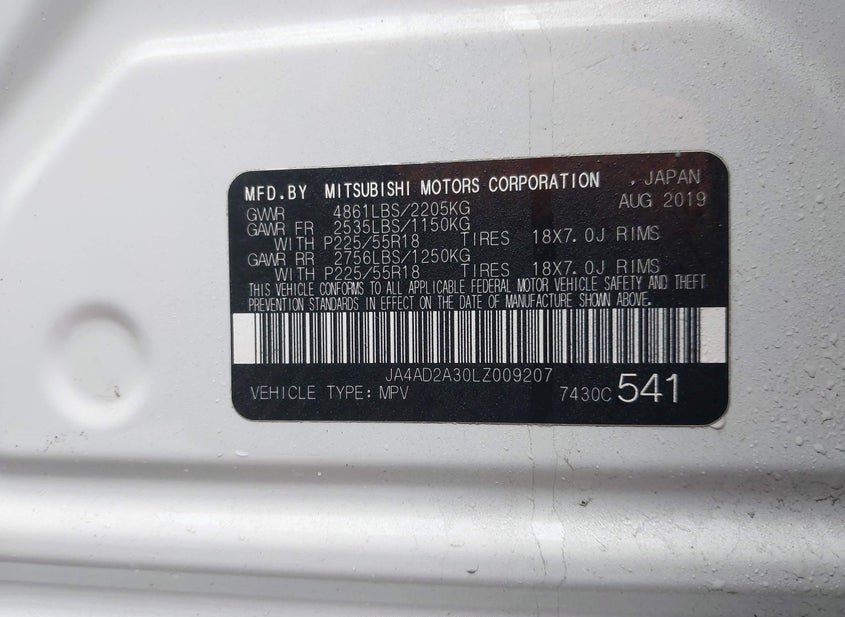 MFD.BY MITSUBISHI MOTORS CORPORATION , JAPAN
GWWR 4861LBS/2205KG AUG 2019
GAWR FR 2535LBS/1150KG
WITH P225/55R18 TIRES 18X7.0J RIMS
GAWR RR 2756LBS/1250KG
WITH P225/55R18 TIRES 18X7.0J RIMS
THIS VEHICLE CONFORMS TO ALL APPLICABLE FEDERAL MOTOR VEHICLE SAFETY AND THEFT
PREVENTION STANDARDS IN EFFECT ON THE DATE OF MANUFACTURE SHOWN ABOVE.
JA4AD2A30LZ009207
VEHICLE TYPE: MPV 7430C 541